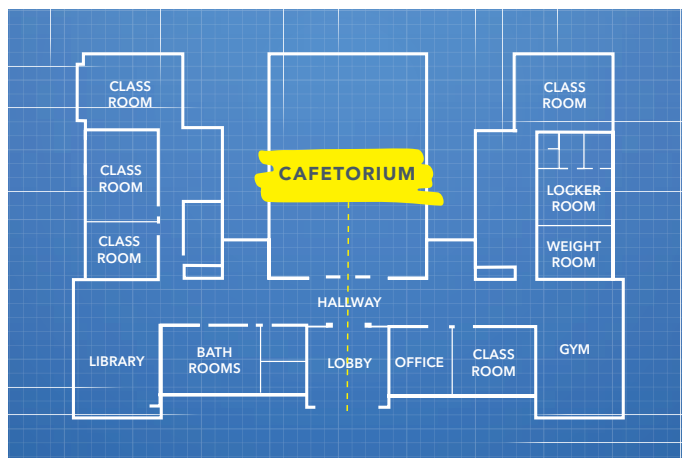 CLASS
ROOM
CLASS
ROOM
CAFETORIUM
CLASS
ROOM
LOCKER
ROOM
CLASS
ROOM
WEIGHT
ROOM
HALLWAY
LIBRARY
BATH
ROOMS
LOBBY
OFFICE
CLASS
ROOM
GYM